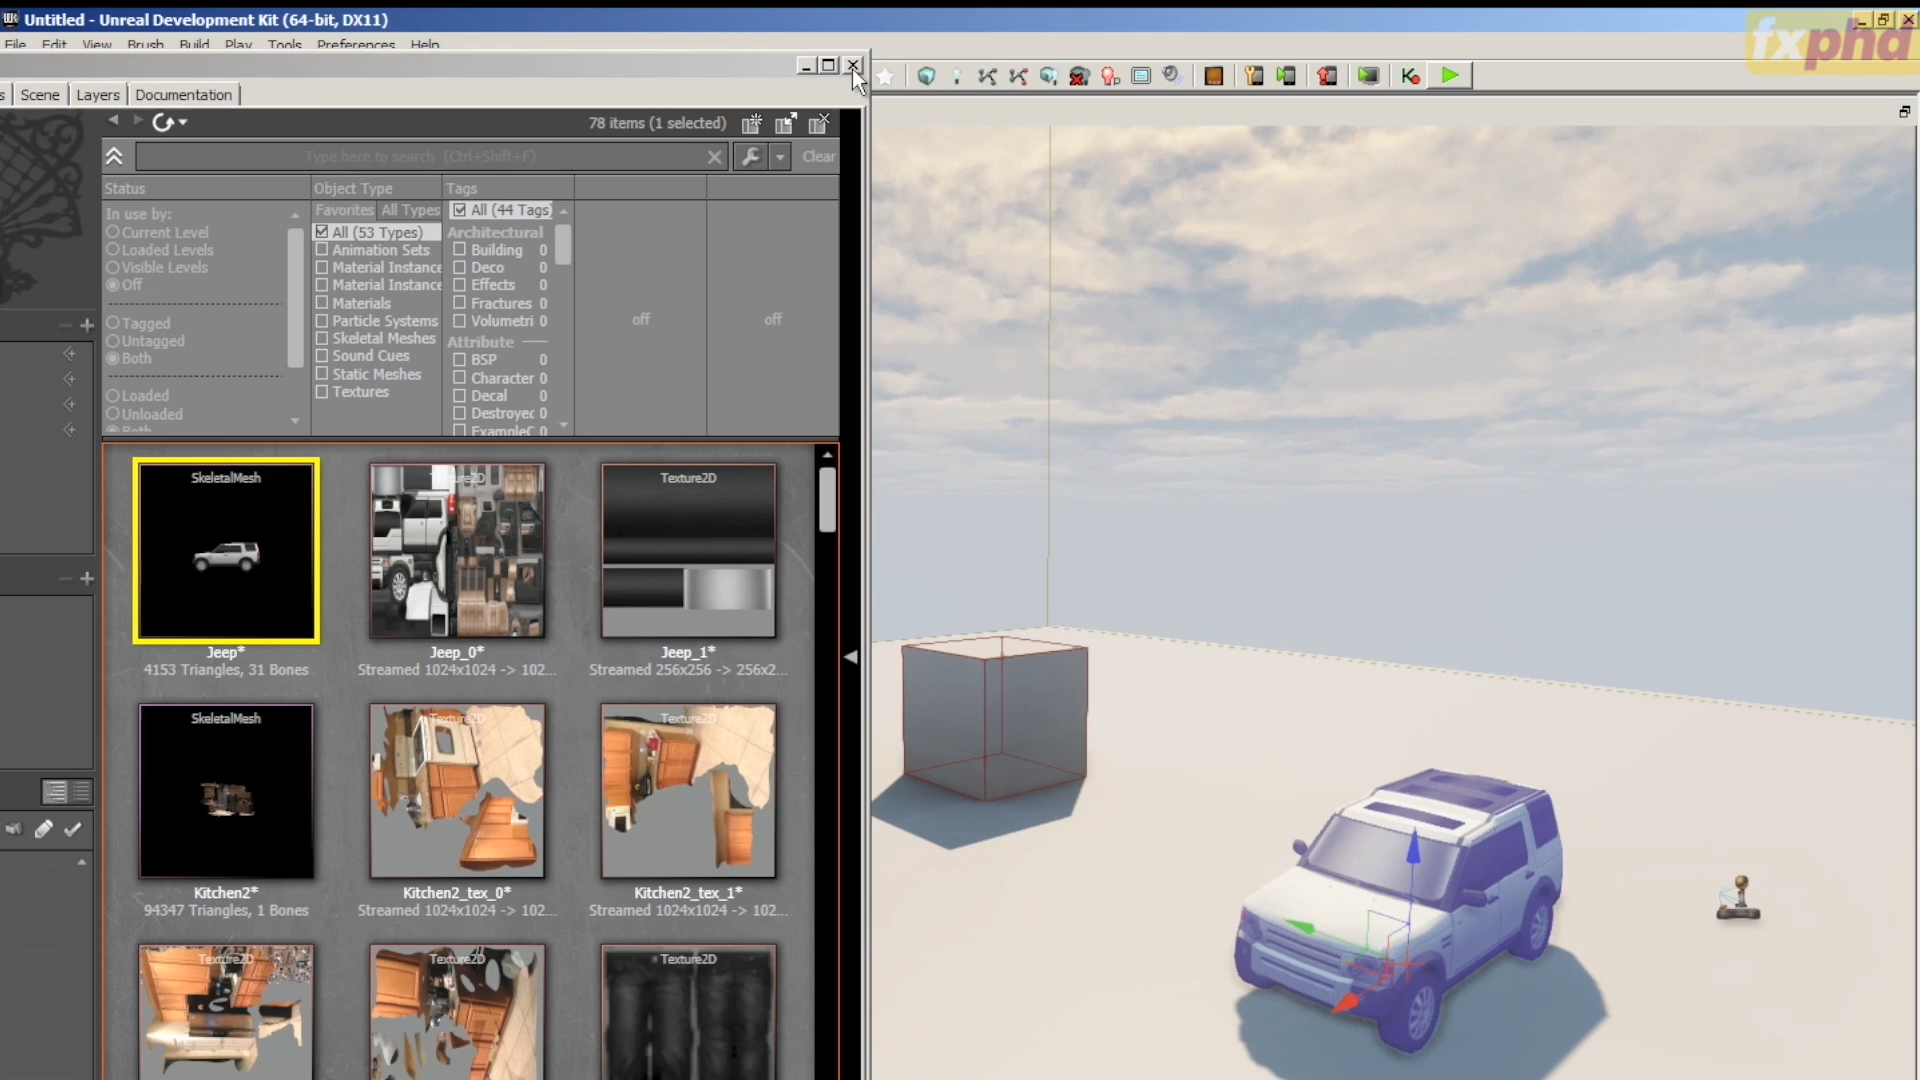 Untitled - Unreal Development Kit (64-bit, DX11)
fxphd
File Edit View Brush Build Play Tools Preferences Help
s Scene Layers Documentation
78 items (1 selected)
Type here to search (Ctrl+Shift+F)
Clear
Status
In use by:
Current Level
Loaded Levels
Visible Levels
Off
Tagged
Untagged
Both
Loaded
Unloaded
Both
Object Type
Favorites All Types
All (53 Types)
Animation Sets
Material Instance
Material Instance
Materials
Particle Systems
Skeletal Meshes
Sound Cues
Static Meshes
Textures
Tags
All (44 Tags)
Architectural
Building 0
Deco 0
Effects 0
Fractures 0
Volumetri 0
Attribute
BSP 0
Character 0
Decal 0
Destroyec 0
ExampleC 0
off
off
SkeletalMesh
Jeep*
4153 Triangles, 31 Bones
Texture2D
Jeep_0*
Streamed 1024x1024 -> 102...
Texture2D
Jeep_1*
Streamed 256x256 -> 256x2...
SkeletalMesh
Kitchen2*
94347 Triangles, 1 Bones
Texture2D
Kitchen2_tex_0*
Streamed 1024x1024 -> 102...
Texture2D
Kitchen2_tex_1*
Streamed 1024x1024 -> 102...
Texture2D
Texture2D
Texture2D